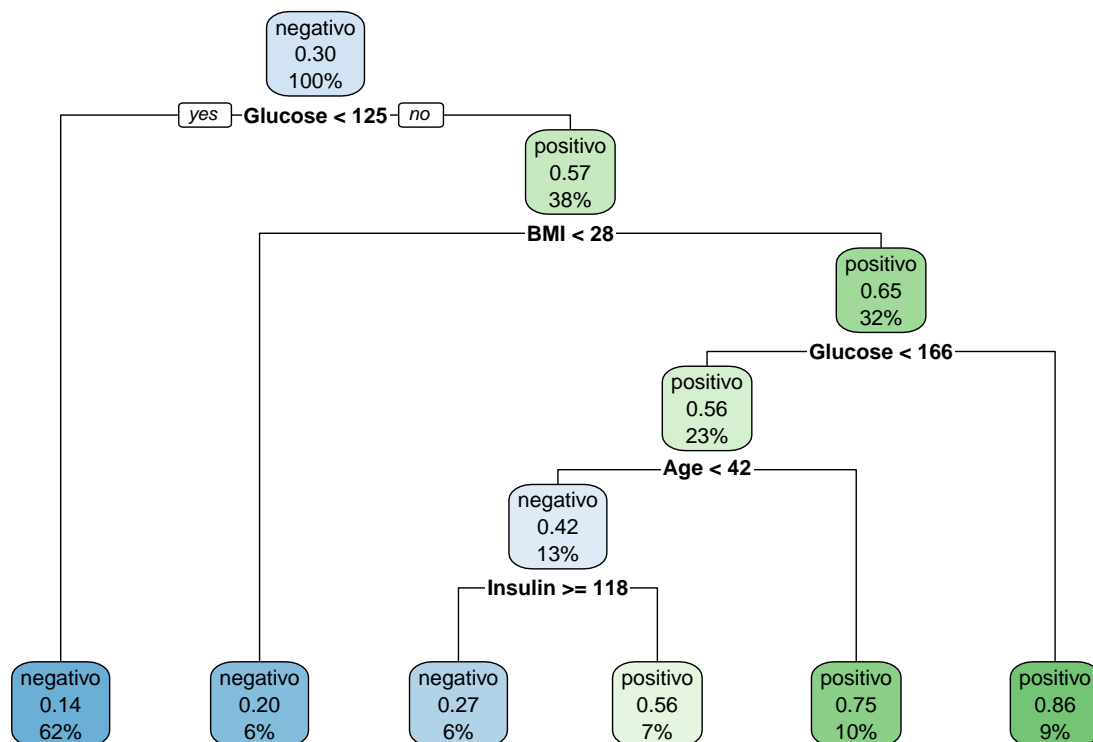 negativo
0.30
100%
yes Glucose < 125 no
positivo
0.57
38%
BMI < 28
positivo
0.65
32%
Glucose < 166
positivo
0.56
23%
Age < 42
negativo
0.42
13%
Insulin >= 118
negativo
0.14
62%
negativo
0.20
6%
negativo
0.27
6%
positivo
0.56
7%
positivo
0.75
10%
positivo
0.86
9%